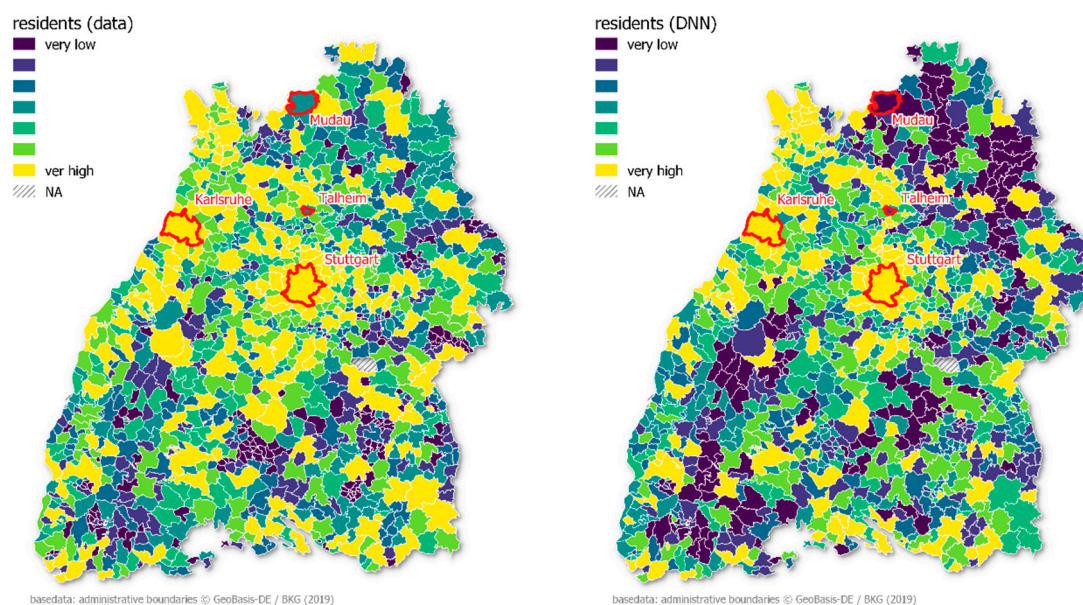 residents (data)
very low
ver high
NA
Mudau
Karlsruhe
Talheim
Stuttgart
basedata: administrative boundaries © GeoBasis-DE / BKG (2019)
residents (DNN)
very low
very high
NA
Mudau
Karlsruhe
Talheim
Stuttgart
basedata: administrative boundaries © GeoBasis-DE / BKG (2019)